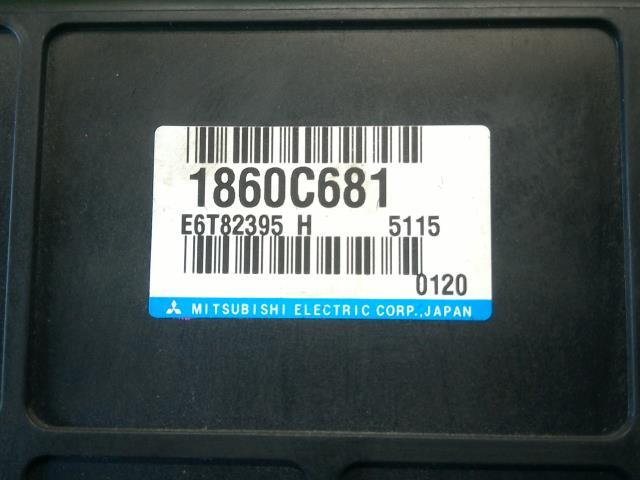 1860C681
E6T82395 H 5115
0120
MITSUBISHI ELECTRIC CORP.,JAPAN